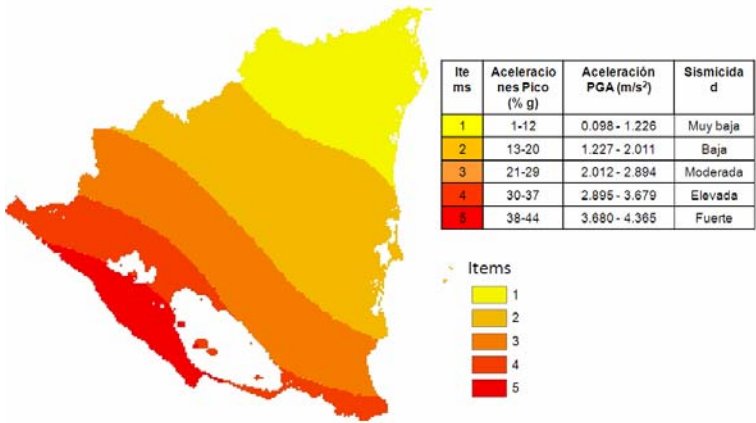 Ite Aceleracio Aceleración Sismicida
ms nes Pico PGA (m/s²) d
(% g)
1 1-12 0.098 - 1.226 Muy baja
2 13-20 1.227 - 2.011 Baja
3 21-29 2.012 - 2.894 Moderada
4 30-37 2.895 - 3.679 Elevada
5 38-44 3.680 - 4.365 Fuerte
Items
1
2
3
4
5